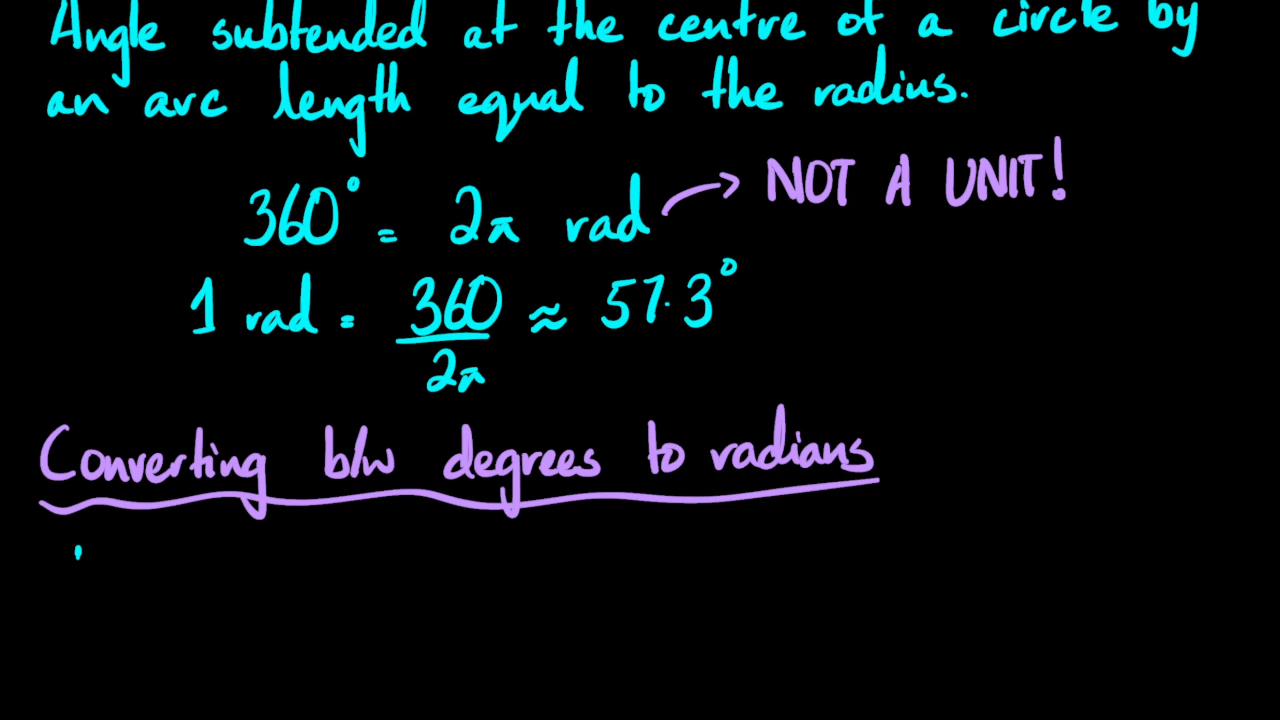 Angle subtended at the centre of a circle by
an arc length equal to the radius.
360° = 2π rad → NOT A UNIT!
1 rad = 360/2π ≈ 57.3°
Converting b/w degrees to radians